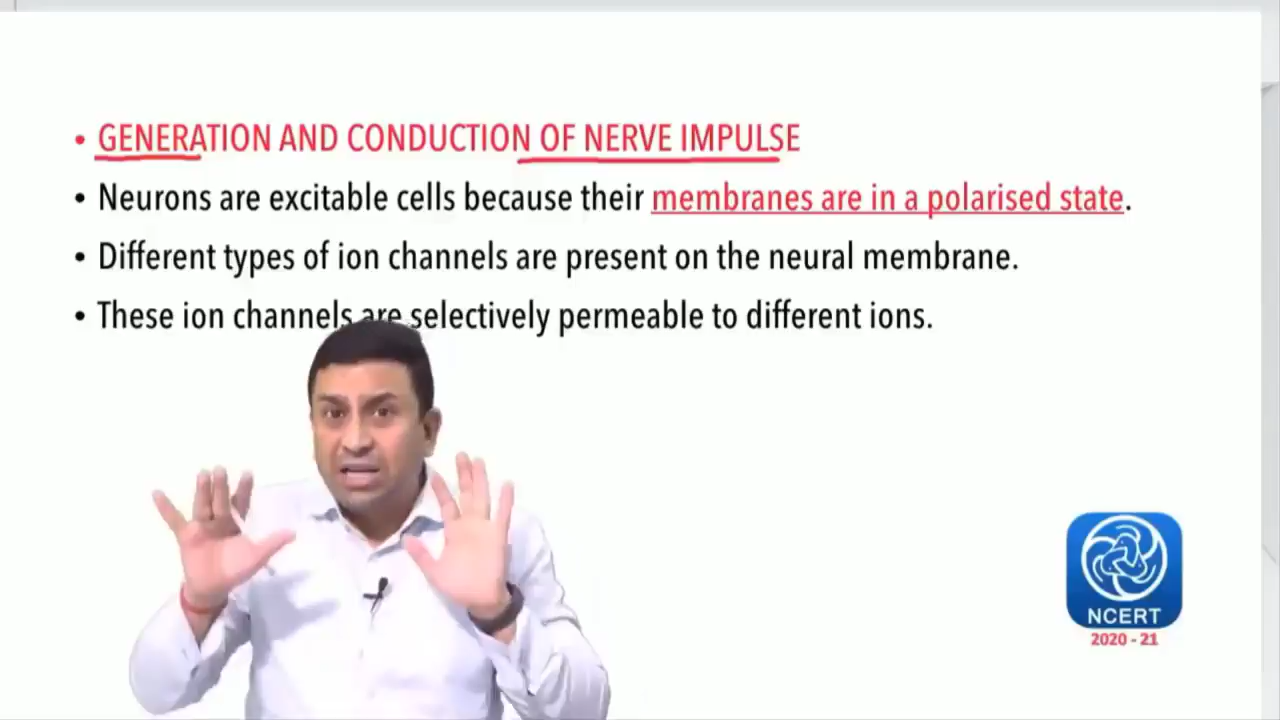 • GENERATION AND CONDUCTION OF NERVE IMPULSE
• Neurons are excitable cells because their membranes are in a polarised state.
• Different types of ion channels are present on the neural membrane.
• These ion channels are selectively permeable to different ions.
NCERT
2020 - 21